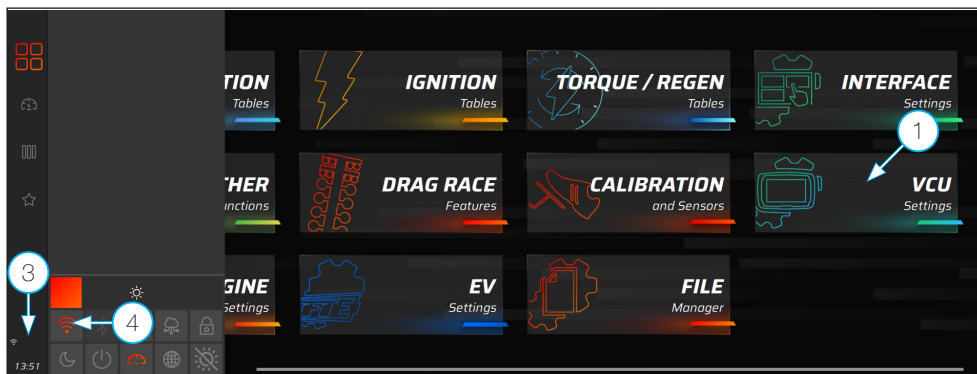 TION
Tables
IGNITION
Tables
TORQUE / REGEN
Tables
INTERFACE
Settings
1
THER
unctions
DRAG RACE
Features
CALIBRATION
and Sensors
VCU
Settings
3
GINE
Settings
EV
Settings
FILE
Manager
4
13:51